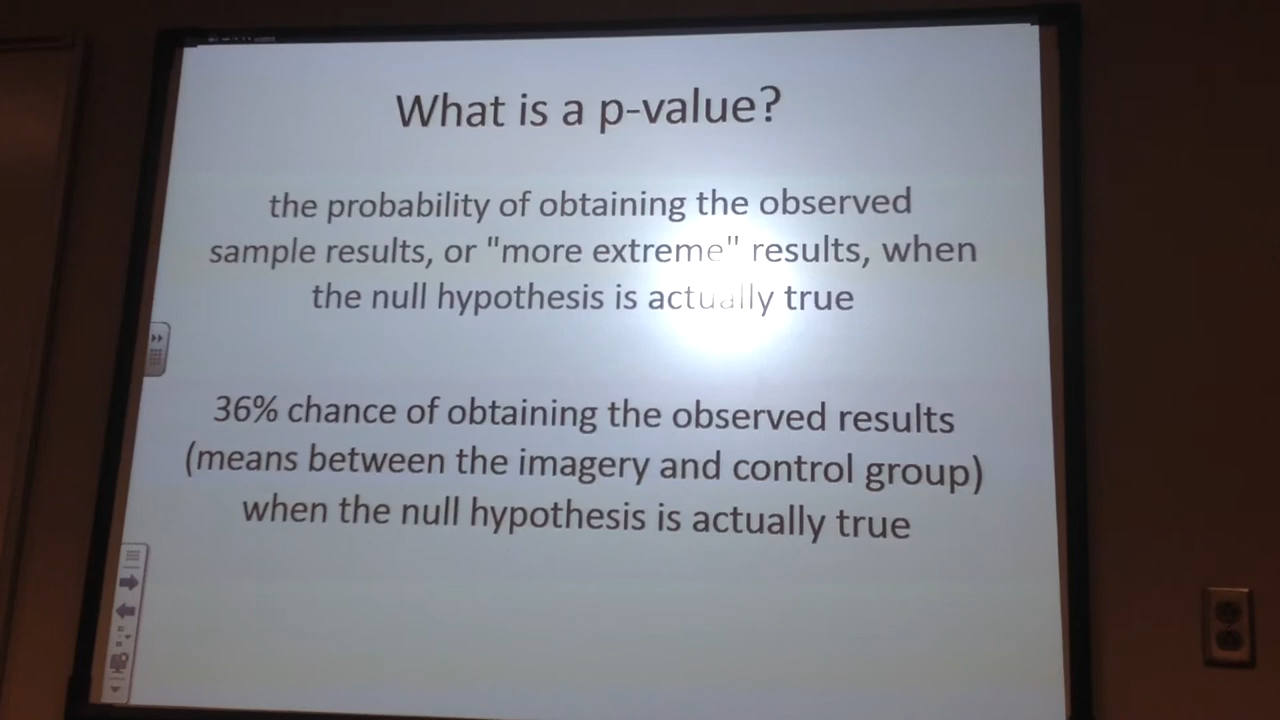 What is a p-value?
the probability of obtaining the observed
sample results, or "more extreme" results, when
the null hypothesis is actually true
36% chance of obtaining the observed results
(means between the imagery and control group)
when the null hypothesis is actually true